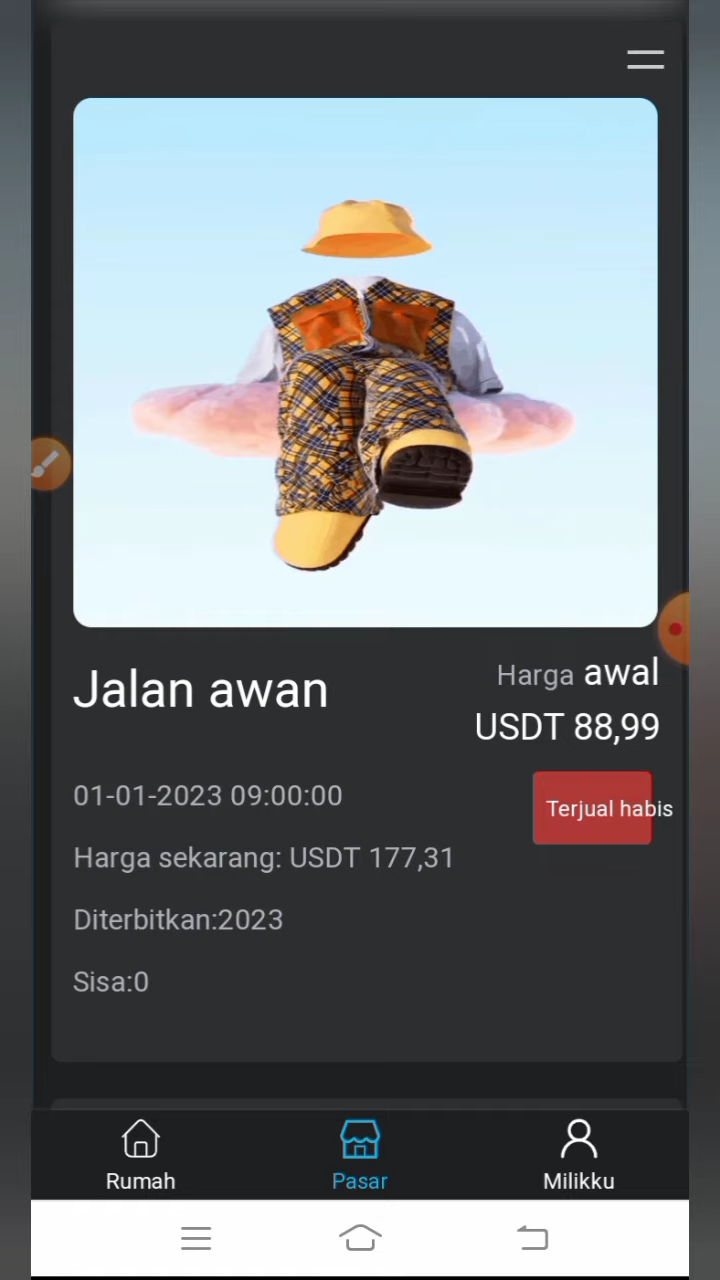 Jalan awan
Harga awal
USDT 88,99
01-01-2023 09:00:00
Terjual habis
Harga sekarang: USDT 177,31
Diterbitkan:2023
Sisa:0
Rumah
Pasar
Milikku